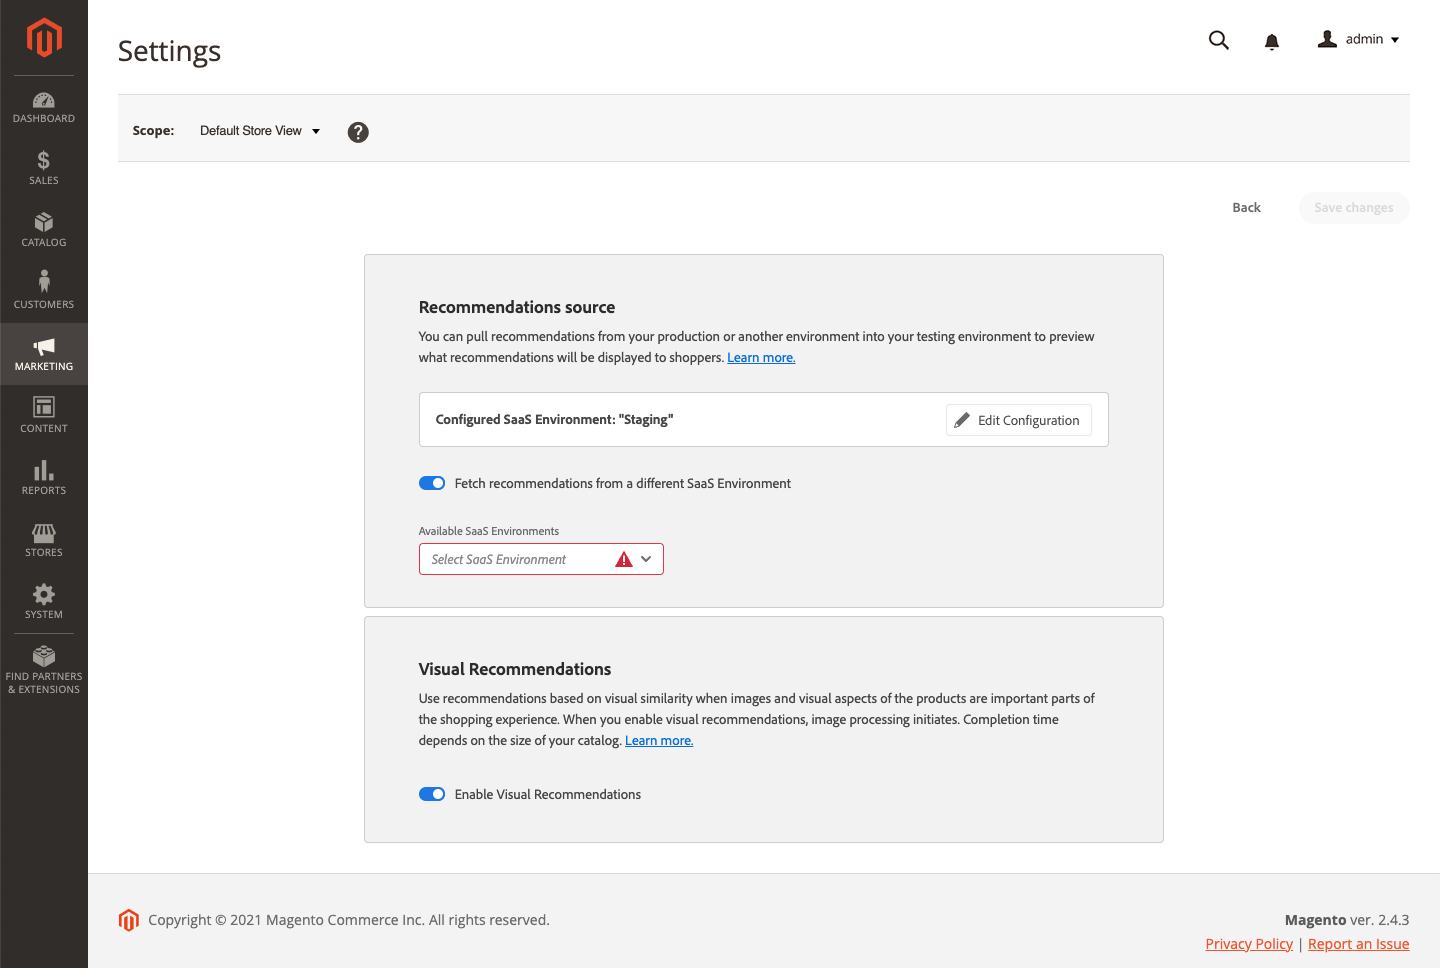 Settings
admin
Scope:
Default Store View
?
Back
Save changes
DASHBOARD
$
SALES
CATALOG
CUSTOMERS
MARKETING
CONTENT
REPORTS
STORES
SYSTEM
FIND PARTNERS
& EXTENSIONS
Recommendations source
You can pull recommendations from your production or another environment into your testing environment to preview
what recommendations will be displayed to shoppers. Learn more.
Configured SaaS Environment: "Staging"
Edit Configuration
Fetch recommendations from a different SaaS Environment
Available SaaS Environments
Select SaaS Environment
Visual Recommendations
Use recommendations based on visual similarity when images and visual aspects of the products are important parts of
the shopping experience. When you enable visual recommendations, image processing initiates. Completion time
depends on the size of your catalog. Learn more.
Enable Visual Recommendations
Copyright © 2021 Magento Commerce Inc. All rights reserved.
Magento ver. 2.4.3
Privacy Policy | Report an Issue